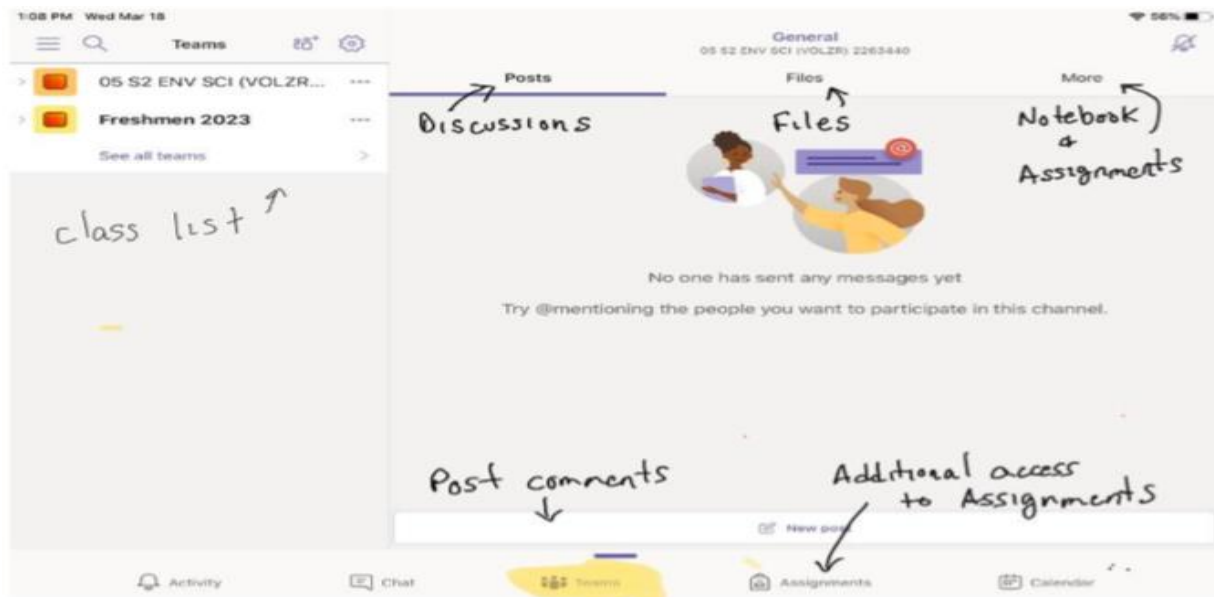 1:08 PM Wed Mar 18
56%
Teams
General
05 S2 ENV SCI (VOLZR) 2263440
05 S2 ENV SCI (VOLZR...
Freshmen 2023
See all teams
Posts
Files
More
Discussions
Files
Notebook
&
Assignments
class list
@
No one has sent any messages yet
Try @mentioning the people you want to participate in this channel.
Post comments
Additional access
to Assignments
New post
Activity
Chat
Teams
Assignments
Calendar